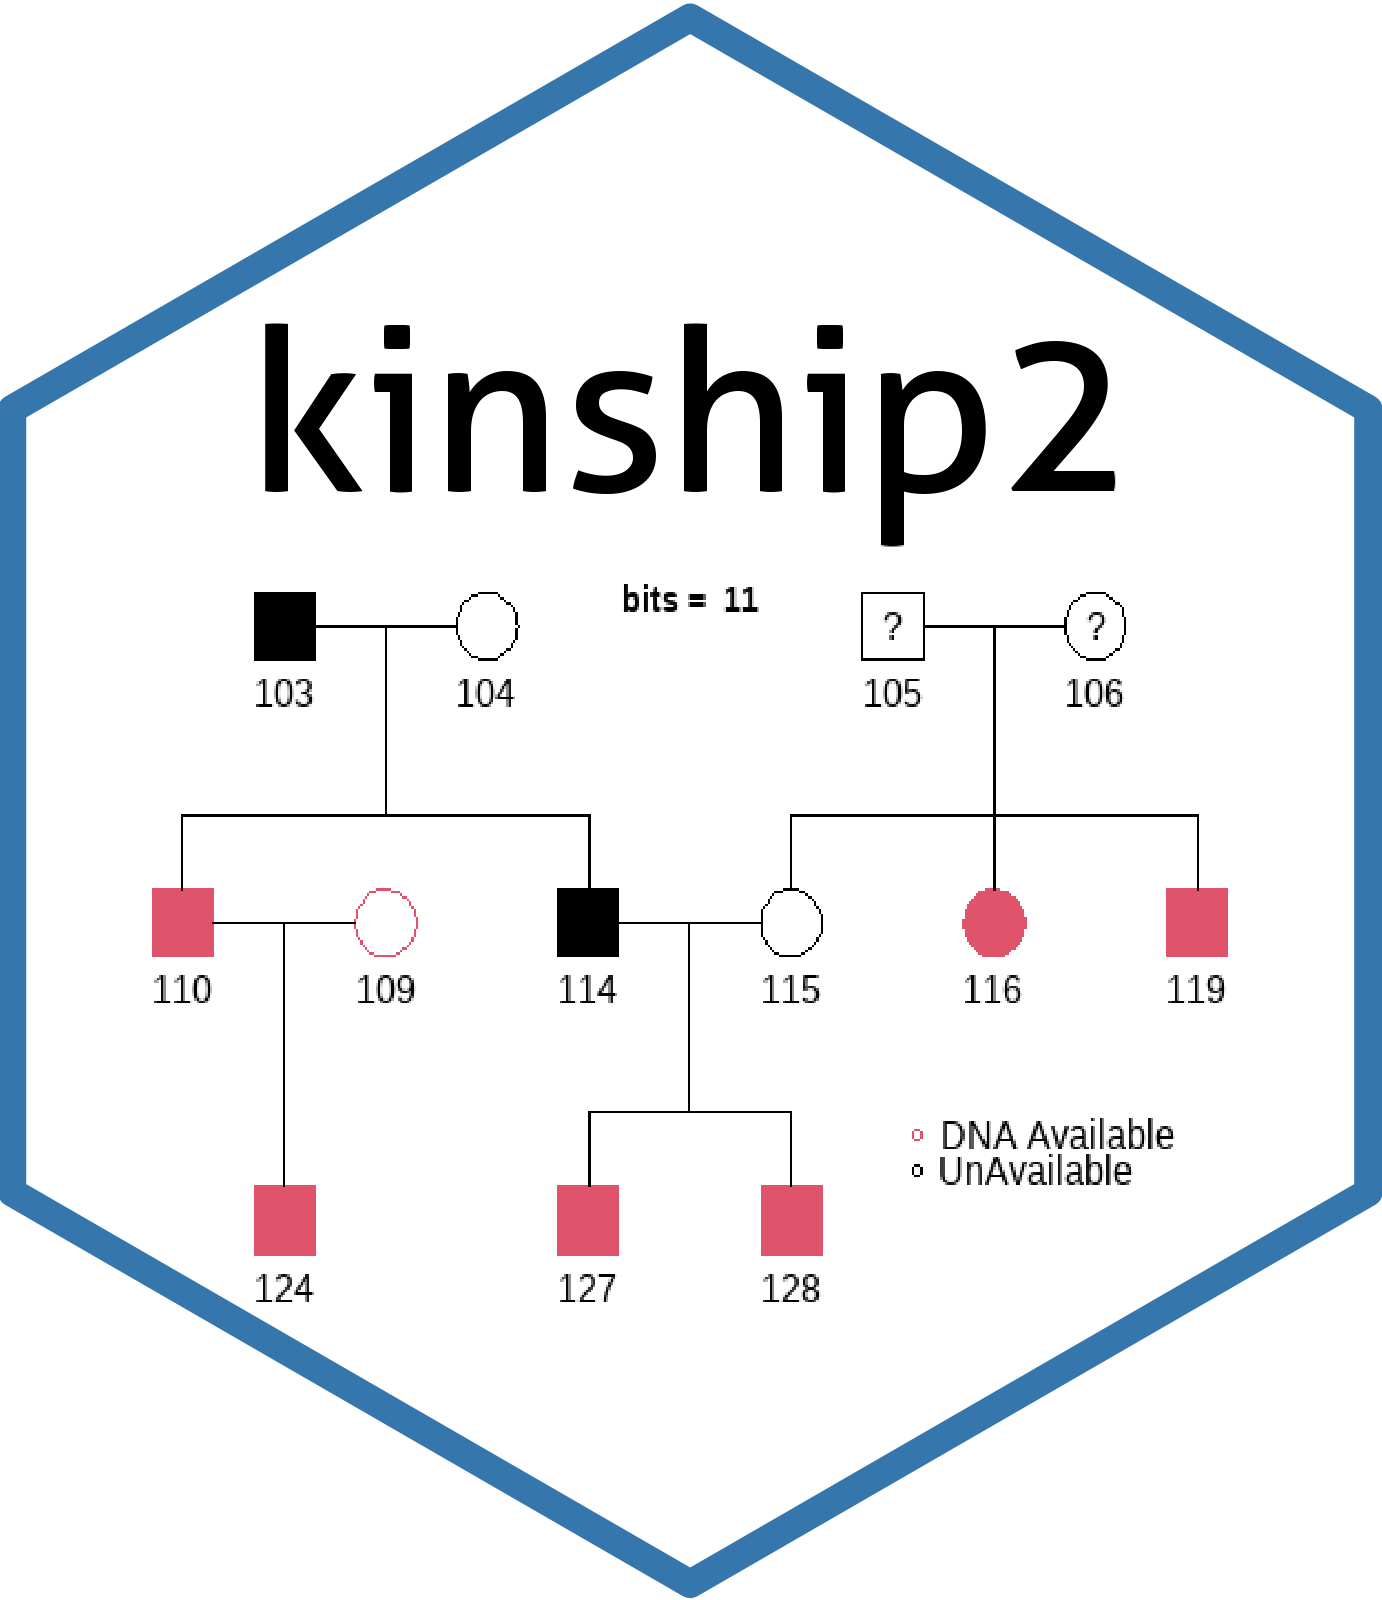 kinship2
bits = 11
? ?
103 104 105 106
110 109 114 115 116 119
DNA Available
UnAvailable
124 127 128